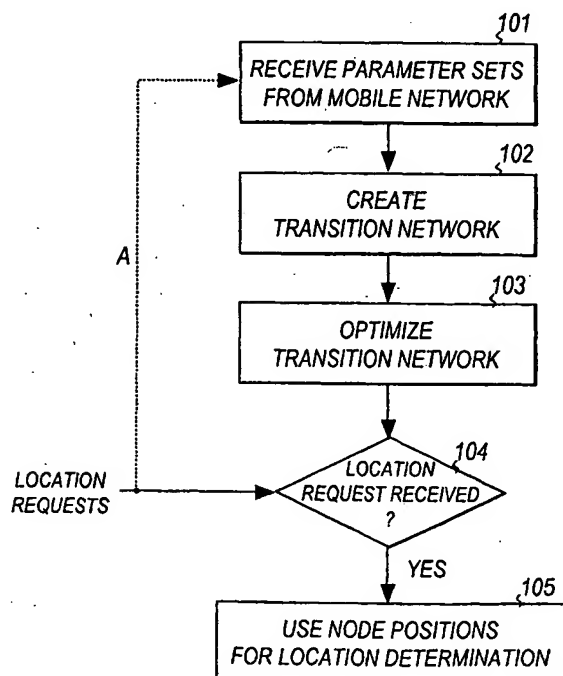 101
RECEIVE PARAMETER SETS
FROM MOBILE NETWORK
102
CREATE
TRANSITION NETWORK
A
103
OPTIMIZE
TRANSITION NETWORK
104
LOCATION
REQUEST RECEIVED
?
LOCATION
REQUESTS
YES
105
USE NODE POSITIONS
FOR LOCATION DETERMINATION